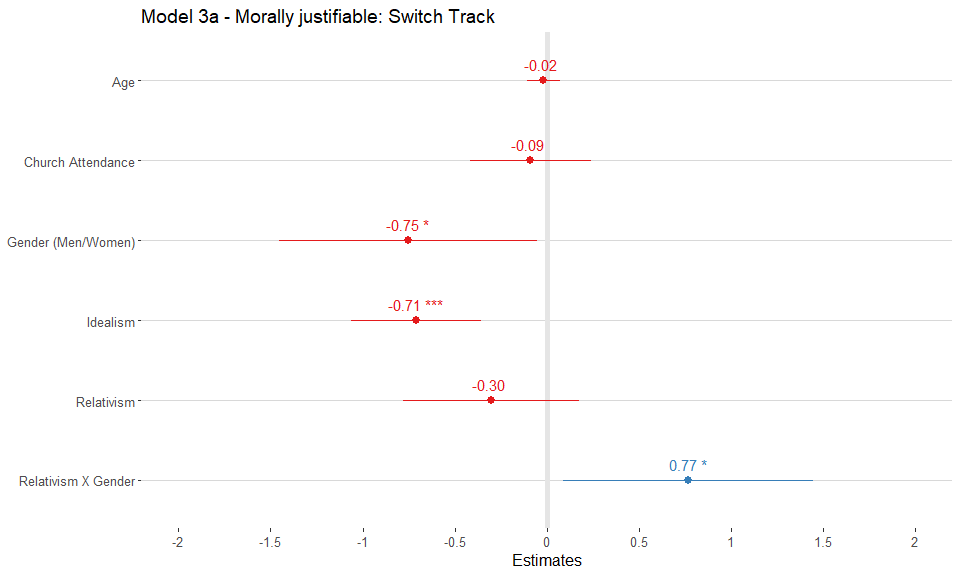 Model 3a - Morally justifiable: Switch Track
-0.02
Age
-0.09
Church Attendance
-0.75 *
Gender (Men/Women)
-0.71 ***
Idealism
-0.30
Relativism
0.77 *
Relativism X Gender
-2 -1.5 -1 -0.5 0 0.5 1 1.5 2
Estimates